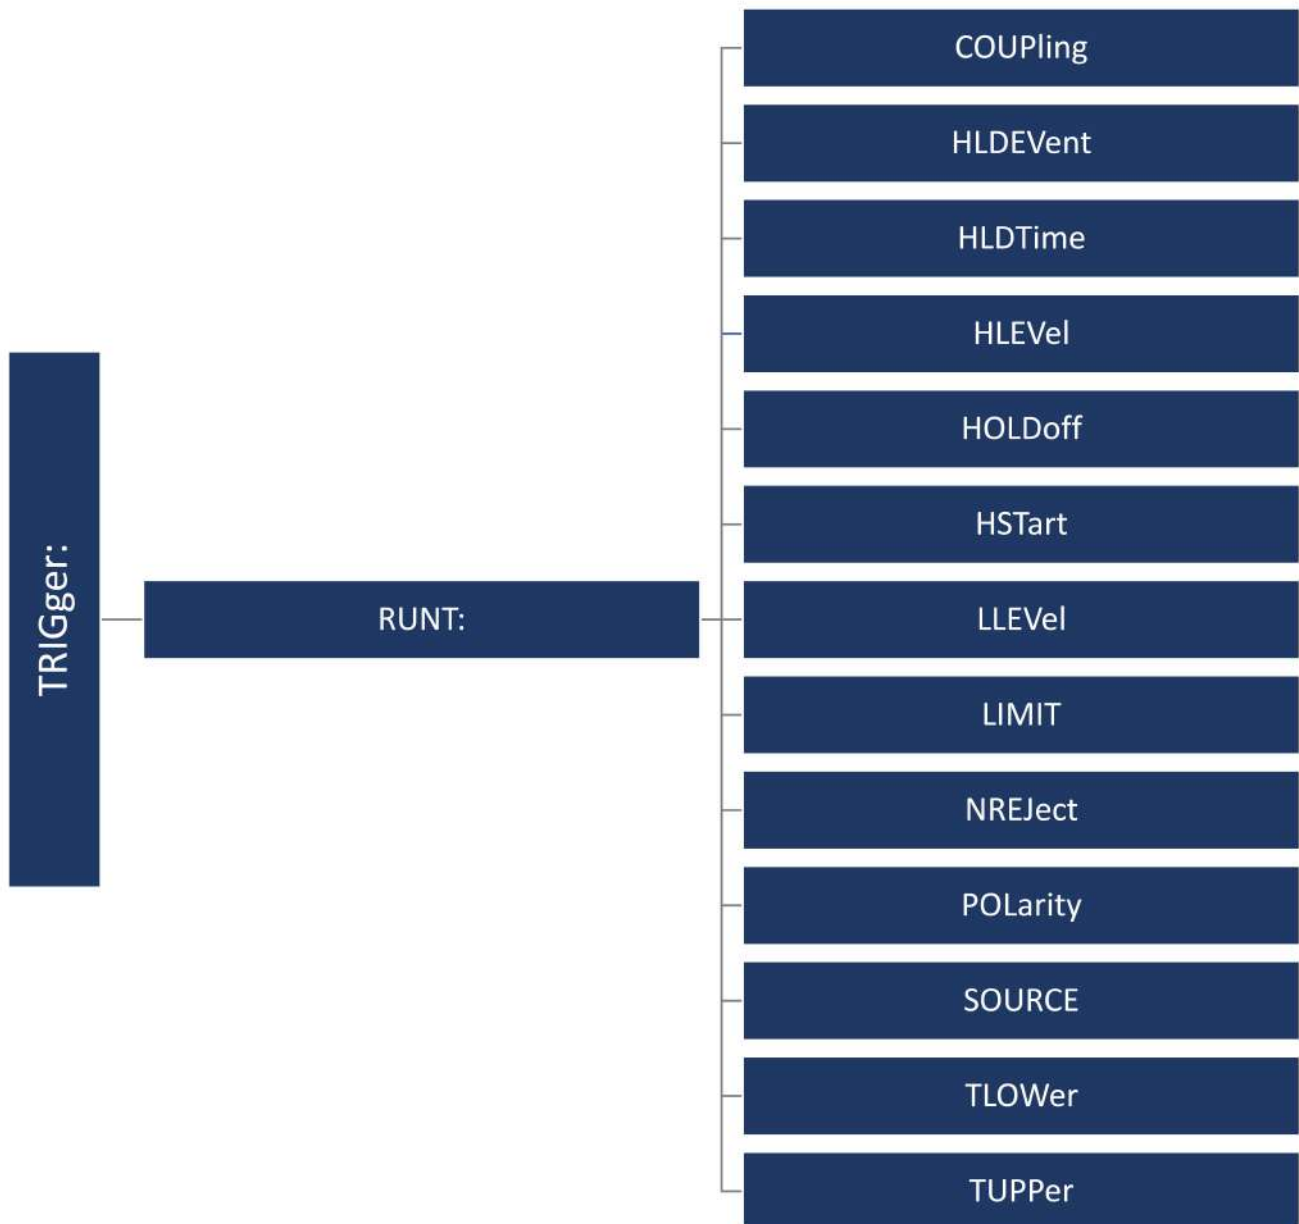 TRIGger:
RUNT:
COUPling
HLDEVent
HLDTime
HLEVel
HOLDoff
HSTart
LLEVel
LIMIT
NREJect
POLarity
SOURCE
TLOWer
TUPPer